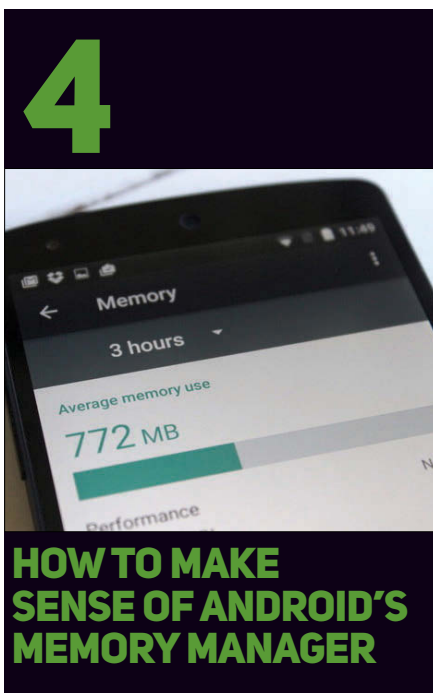 4
11:49
Memory
3 hours
Average memory use
772 MB
Performance
HOW TO MAKE
SENSE OF ANDROID'S
MEMORY MANAGER